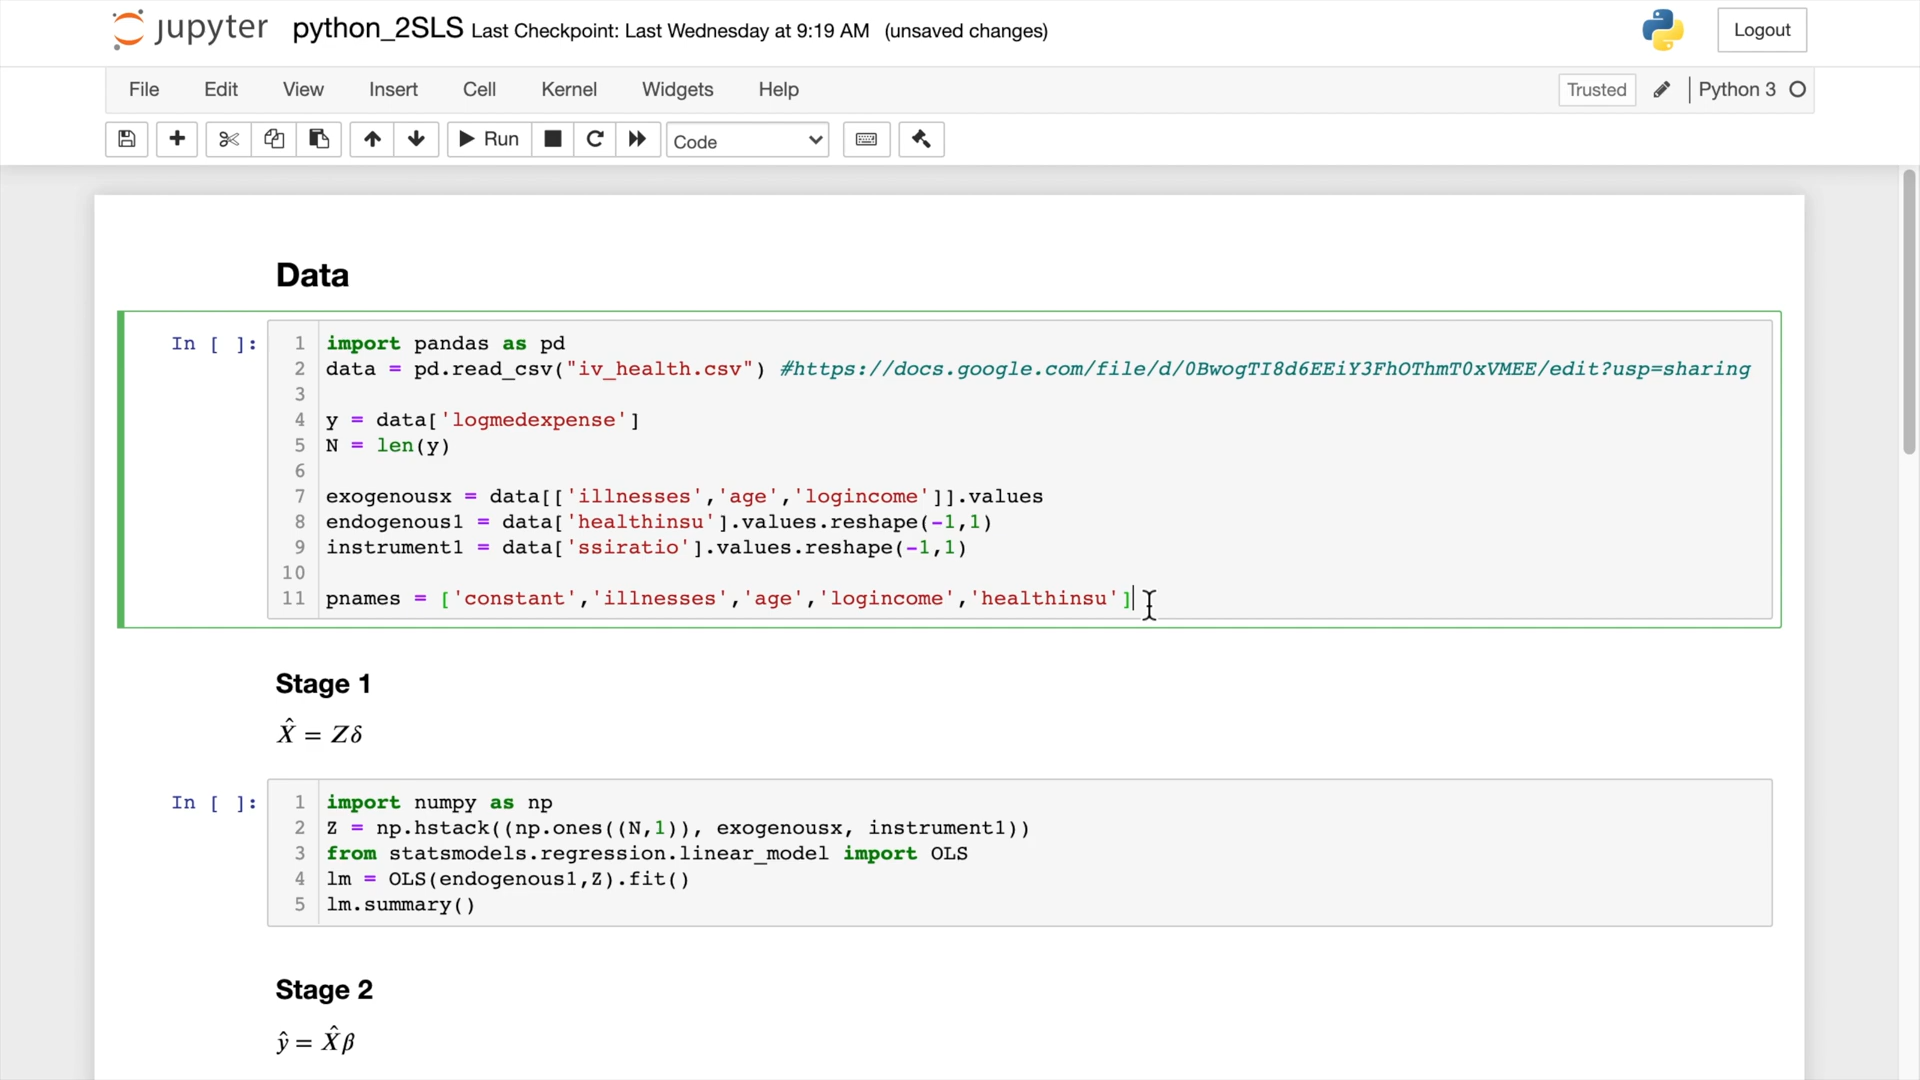 jupyter python_2SLS Last Checkpoint: Last Wednesday at 9:19 AM (unsaved changes) Logout
File Edit View Insert Cell Kernel Widgets Help Trusted Python 3
Run Code
Data
In [ ]:
1 import pandas as pd
2 data = pd.read_csv("iv_health.csv") #https://docs.google.com/file/d/0BwogTI8d6EEiY3FhOThmT0xVMEE/edit?usp=sharing
3
4 y = data['logmedexpense']
5 N = len(y)
6
7 exogenousx = data[['illnesses','age','logincome']].values
8 endogenous1 = data['healthinsu'].values.reshape(-1,1)
9 instrument1 = data['ssiratio'].values.reshape(-1,1)
10
11 pnames = ['constant','illnesses','age','logincome','healthinsu']
Stage 1
X̂ = Zδ
In [ ]:
1 import numpy as np
2 Z = np.hstack((np.ones((N,1)), exogenousx, instrument1))
3 from statsmodels.regression.linear_model import OLS
4 lm = OLS(endogenous1,Z).fit()
5 lm.summary()
Stage 2
ŷ = X̂β